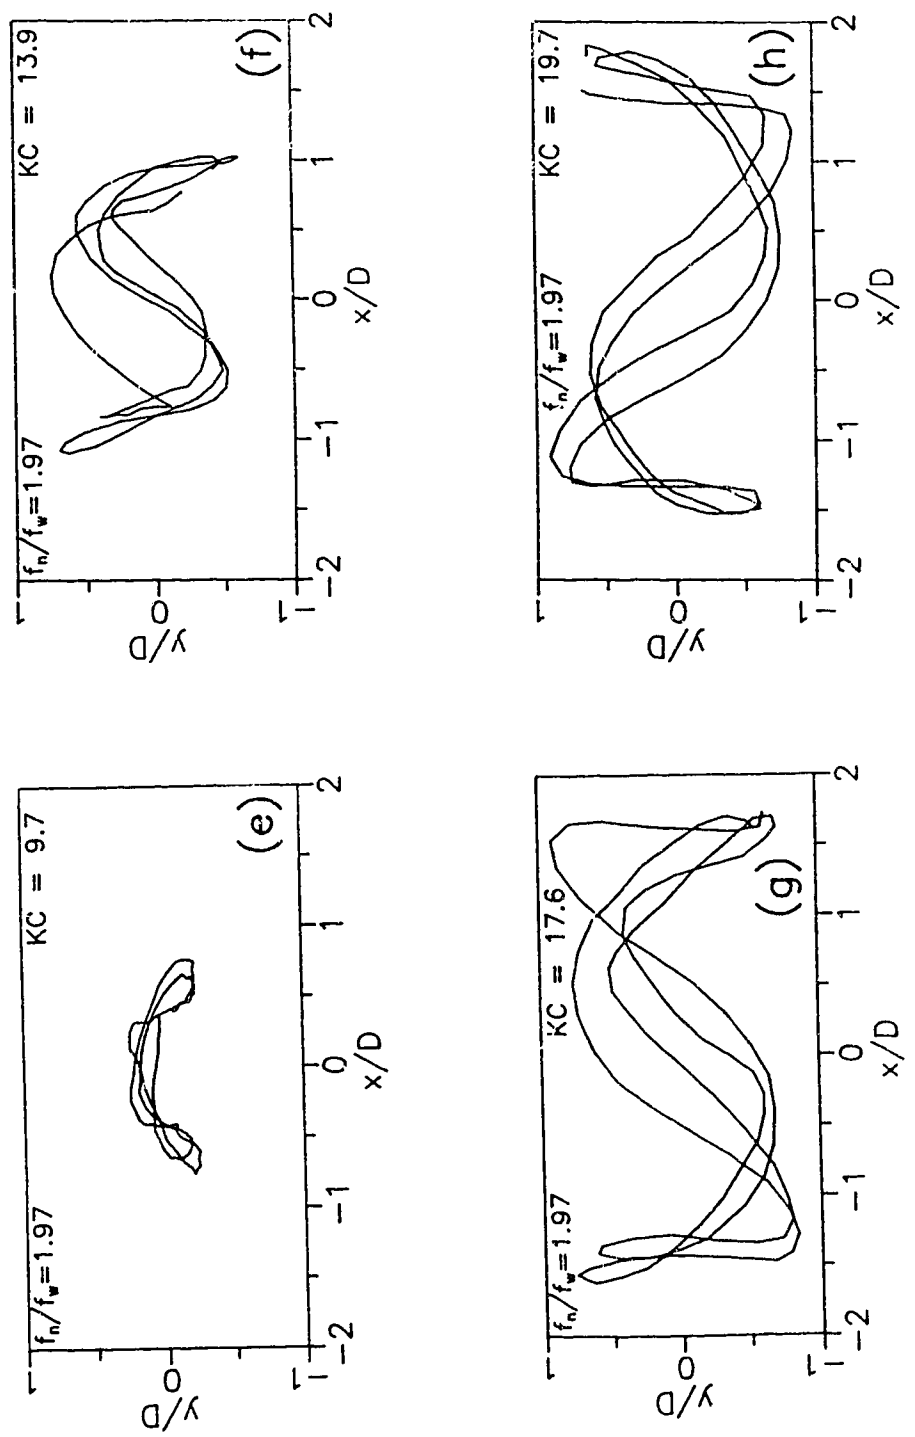 f_n/f_w=1.97
KC = 9.7
(e)
1
0
-1
y/D
-2
-1
0
1
2
x/D
f_n/f_w=1.97
KC = 13.9
(f)
1
0
-1
y/D
-2
-1
0
1
2
x/D
f_n/f_w=1.97
KC = 17.6
(g)
1
0
-1
y/D
-2
-1
0
1
2
x/D
f_n/f_w=1.97
KC = 19.7
(h)
1
0
-1
y/D
-2
-1
0
1
2
x/D